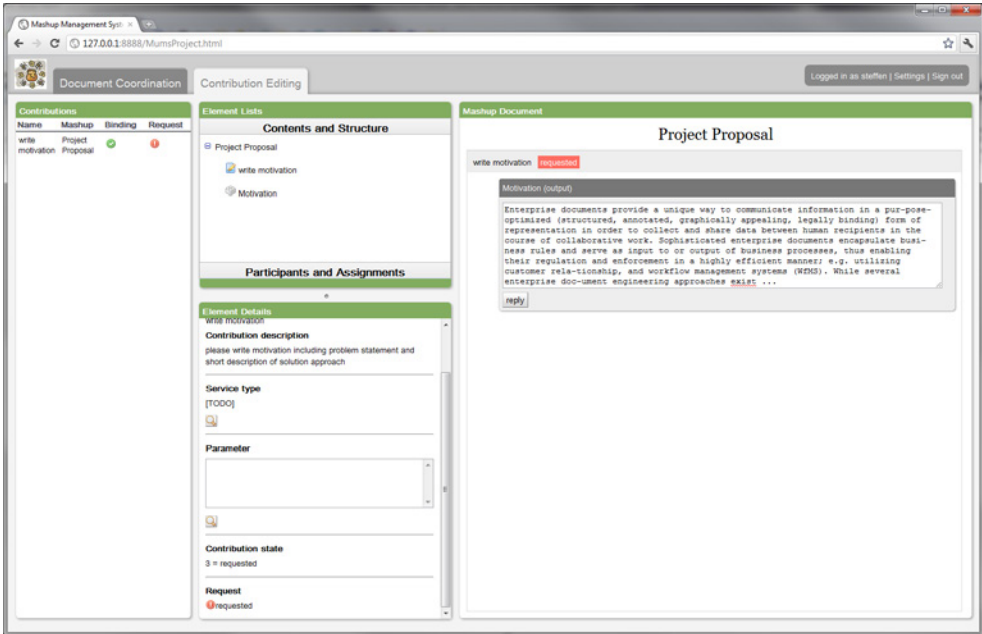 Mashup Management Syst
127.0.0.1:8888/MumsProject.html
Document Coordination
Contribution Editing
Logged in as steffen | Settings | Sign out
Contributions
Name Mashup Binding Request
write motivation Project Proposal
Element Lists
Contents and Structure
Project Proposal
write motivation
Motivation
Participants and Assignments
Element Details
write motivation
Contribution description
please write motivation including problem statement and
short description of solution approach
Service type
[TODO]
Parameter
Contribution state
3 = requested
Request
requested
Mashup Document
Project Proposal
write motivation requested
Motivation (output)
Enterprise documents provide a unique way to communicate information in a pur-pose-
optimized (structured, annotated, graphically appealing, legally binding) form of
representation in order to collect and share data between human recipients in the
course of collaborative work. Sophisticated enterprise documents encapsulate busi-
ness rules and serve as input to or output of business processes, thus enabling
their regulation and enforcement in a highly efficient manner; e.g. utilizing
customer rela-tionship, and workflow management systems (WfMS). While several
enterprise doc-ument engineering approaches exist ...
reply